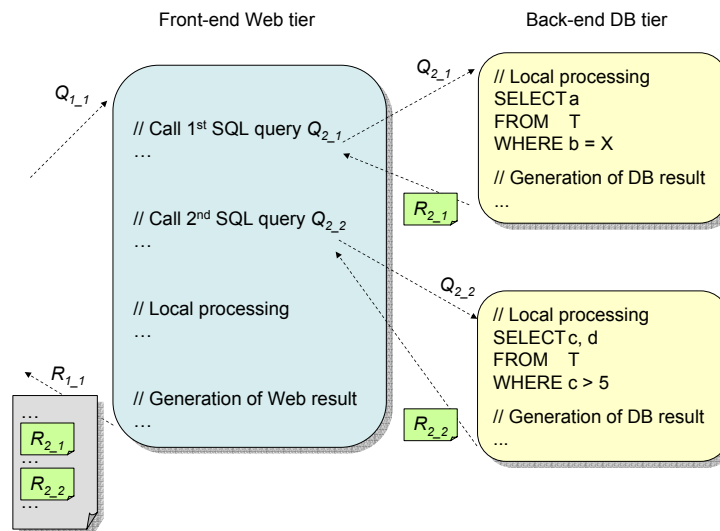 Front-end Web tier
Back-end DB tier
Q1_1
// Call 1st SQL query Q2_1
…
// Call 2nd SQL query Q2_2
…
// Local processing
…
// Generation of Web result
…
Q2_1
// Local processing
SELECT a
FROM T
WHERE b = X
// Generation of DB result
...
R2_1
Q2_2
// Local processing
SELECT c, d
FROM T
WHERE c > 5
// Generation of DB result
...
R2_2
R1_1
…
R2_1
…
R2_2
…